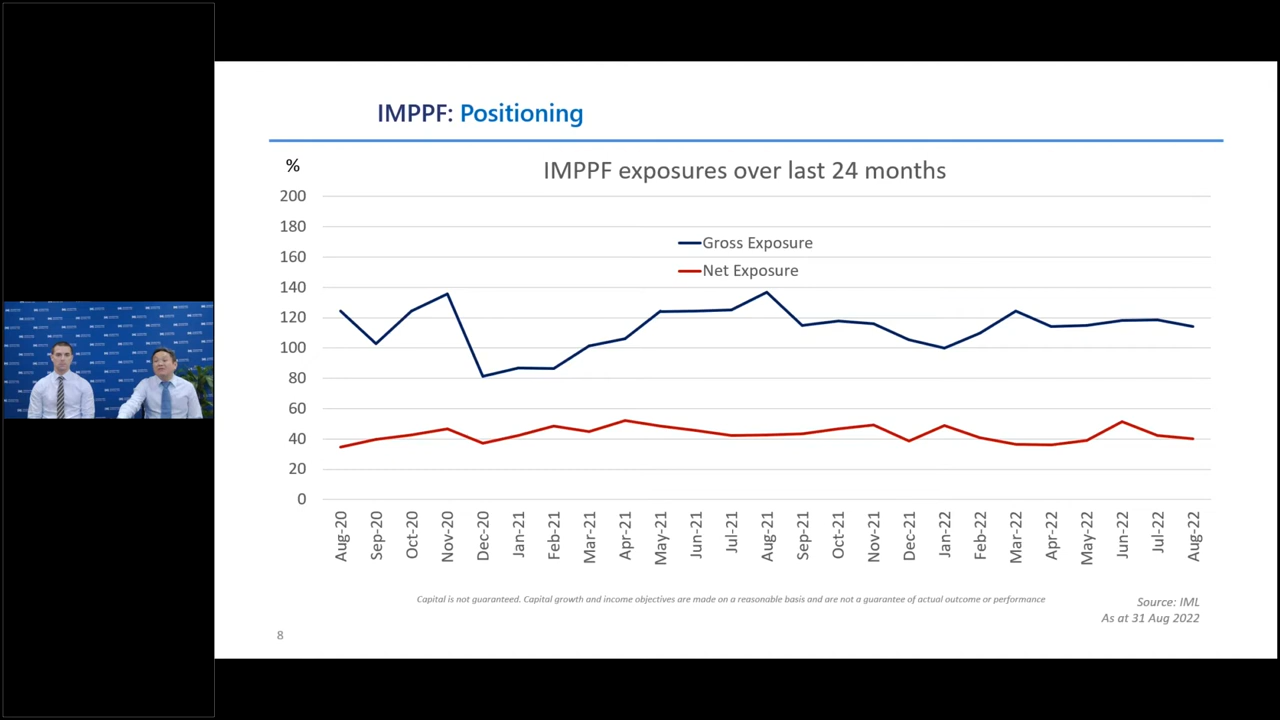 IMPPF: Positioning
%
IMPPF exposures over last 24 months
200
180
160
140
120
100
80
60
40
20
0
Gross Exposure
Net Exposure
Aug-20
Sep-20
Oct-20
Nov-20
Dec-20
Jan-21
Feb-21
Mar-21
Apr-21
May-21
Jun-21
Jul-21
Aug-21
Sep-21
Oct-21
Nov-21
Dec-21
Jan-22
Feb-22
Mar-22
Apr-22
May-22
Jun-22
Jul-22
Aug-22
Capital is not guaranteed. Capital growth and income objectives are made on a reasonable basis and are not a guarantee of actual outcome or performance
Source: IML
As at 31 Aug 2022
8